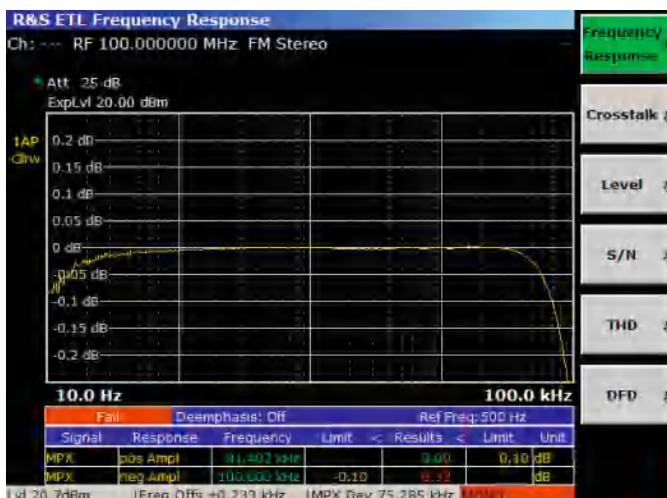 R&S ETL Frequency Response
Ch: --- RF 100.000000 MHz FM Stereo
Att 25 dB
ExpLvl 20.00 dBm
1AP
Clrw
0.2 dB
0.15 dB
0.1 dB
0.05 dB
0 dB
-0.05 dB
-0.1 dB
-0.15 dB
-0.2 dB
10.0 Hz 100.0 kHz
Fail Deemphasis: Off Ref Freq: 500 Hz
Signal Response Frequency Limit < Results < Limit Unit
MPX pos Ampl kHz 0.10 dB
MPX neg Ampl 100.000 kHz -0.10 dB
Lvl 20.7dBm Freq Offs +0.233 kHz MPX Dev 75.285 kHz MONO
Frequency
Response
Crosstalk
Level
S/N
THD
DFD